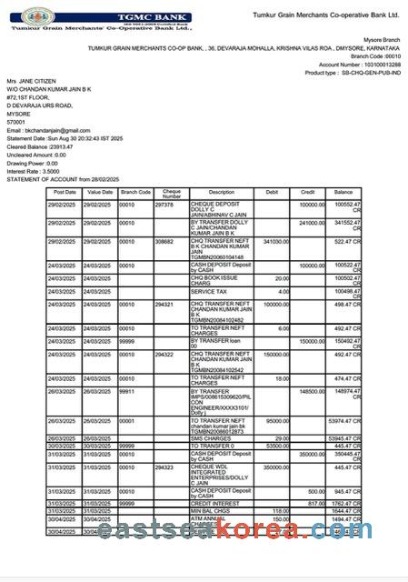 TGMC BANK
Tumkur Grain Merchants Co-operative Bank Ltd.
Tumkur Grain Merchants' Co-Operative Bank Ltd.,
Mysore Branch
TUMKUR GRAIN MERCHANTS CO-OP BANK, , 36, DEVARAJA MOHALLA, KRISHNA VILAS ROA , DMYSORE, KARNATAKA
Branch Code :00010
Account Number : 103100013288
Product type : SB-CHQ-GEN-PUB-IND
Mrs JANE CITIZEN
W/O CHANDAN KUMAR JAIN B K
#72,1ST FLOOR,
D DEVARAJA URS ROAD,
MYSORE
570001
Email : bkchandanjain@gmail.com
Statement Date :Sun Aug 30 20:32:43 IST 2025
Cleared Balance :23913.47
Uncleared Amount :0.00
Drawing Power :0.00
Interest Rate : 3.5000
STATEMENT OF ACCOUNT from 28/02/2025
Post Date Value Date Branch Code Cheque Number Description Debit Credit Balance
29/02/2025 29/02/2025 00010 297378 CHEQUE DEPOSIT DOLLY C JAIN/ABHINAV C JAIN 100000.00 100552.47 CR
29/02/2025 29/02/2025 00010 BY TRANSFER DOLLY C JAIN/CHANDAN KUMAR JAIN B K 241000.00 341552.47 CR
29/02/2025 29/02/2025 00010 308682 CHQ TRANSFER NEFT B K CHANDAN KUMAR JAIN 341030.00 522.47 CR
24/03/2025 24/03/2025 00010 CASH DEPOSIT Deposit by CASH 100000.00 100522.47 CR
24/03/2025 24/03/2025 00010 CHQ BOOK ISSUE CHARG 20.00 100502.47 CR
24/03/2025 24/03/2025 SERVICE TAX 4.00 100498.47 CR
24/03/2025 24/03/2025 00010 294321 CHQ TRANSFER NEFT CHANDAN KUMAR JAIN B K 100000.00 498.47 CR
24/03/2025 24/03/2025 00010 TO TRANSFER NEFT CHARGES 6.00 492.47 CR
24/03/2025 24/03/2025 99999 BY TRANSFER loan 00 150000.00 150492.47 CR
24/03/2025 24/03/2025 00010 294322 CHQ TRANSFER NEFT CHANDAN KUMAR JAIN B K 150000.00 492.47 CR
24/03/2025 24/03/2025 00010 TO TRANSFER NEFT CHARGES 18.00 474.47 CR
26/03/2025 26/03/2025 99911 BY TRANSFER CON ENGINEER/XXXX3101/ Dolly j 148500.00 148974.47 CR
26/03/2025 26/03/2025 00001 TO TRANSFER NEFT chandan kumar jain bk 95000.00 53974.47 CR
26/03/2025 26/03/2025 SMS CHARGES 29.00 53945.47 CR
30/03/2025 30/03/2025 99999 TO TRANSFER 0 53500.00 445.47 CR
31/03/2025 31/03/2025 00010 CASH DEPOSIT Deposit by CASH 350000.00 350445.47 CR
31/03/2025 31/03/2025 00010 294323 CHEQUE WDL INTEGRATED ENTERPRISES/DOLLY C JAIN 350000.00 445.47 CR
31/03/2025 31/03/2025 00010 CASH DEPOSIT Deposit by CASH 500.00 945.47 CR
31/03/2025 31/03/2025 99999 CREDIT INTEREST 817.00 1762.47 CR
31/03/2025 31/03/2025 MIN BAL CHGS 118.00 1644.47 CR
30/04/2025 30/04/2025 ATM ANNUAL 150.00 1494.47 CR
30/04/2025 30/04/2025
eastseakorea.com